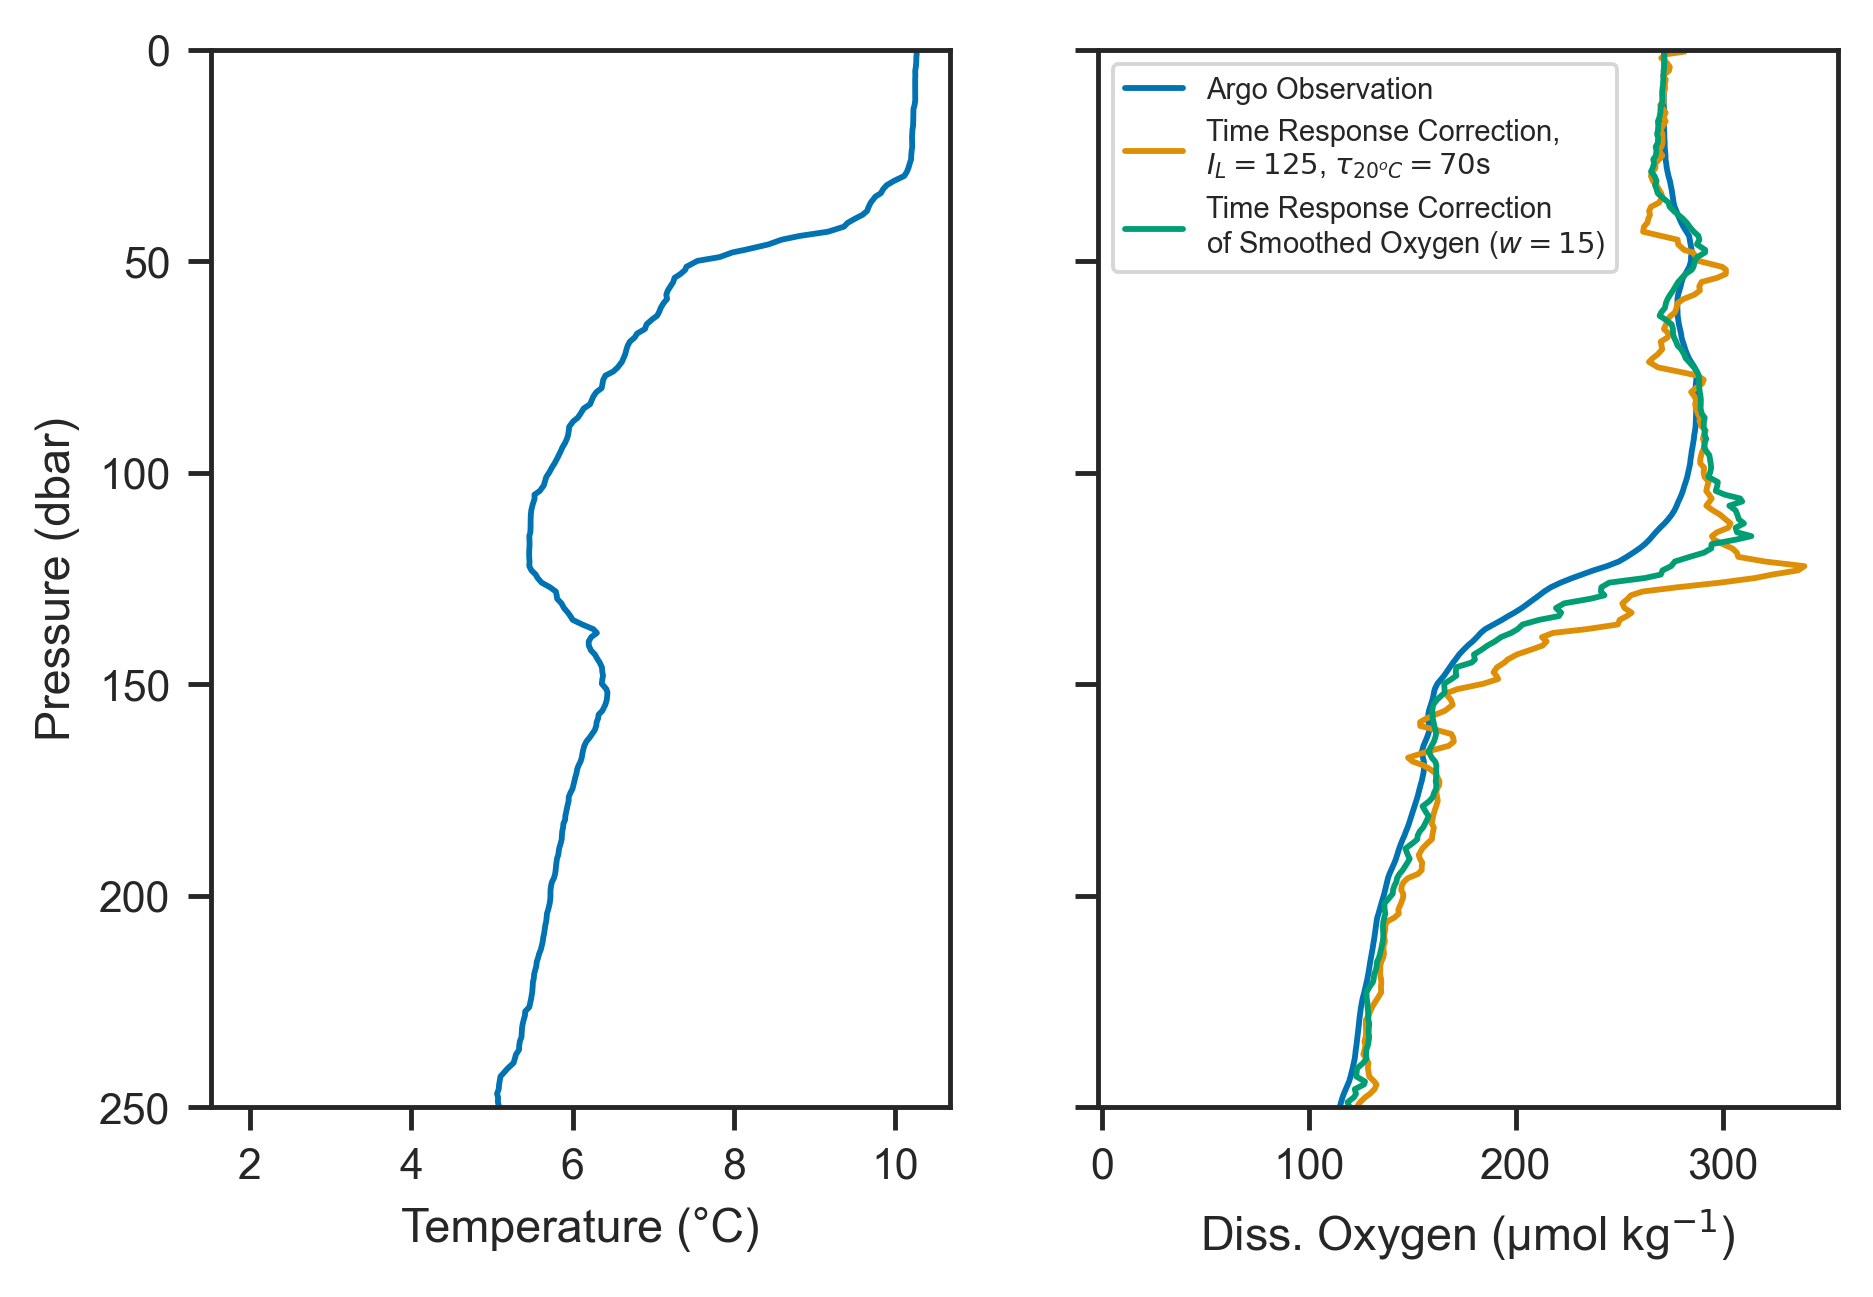 0
50
100
150
200
250
Pressure (dbar)
2 4 6 8 10
Temperature (°C)
Argo Observation
Time Response Correction,
I_L = 125, τ_{20°C} = 70s
Time Response Correction
of Smoothed Oxygen (w = 15)
0 100 200 300
Diss. Oxygen (µmol kg⁻¹)